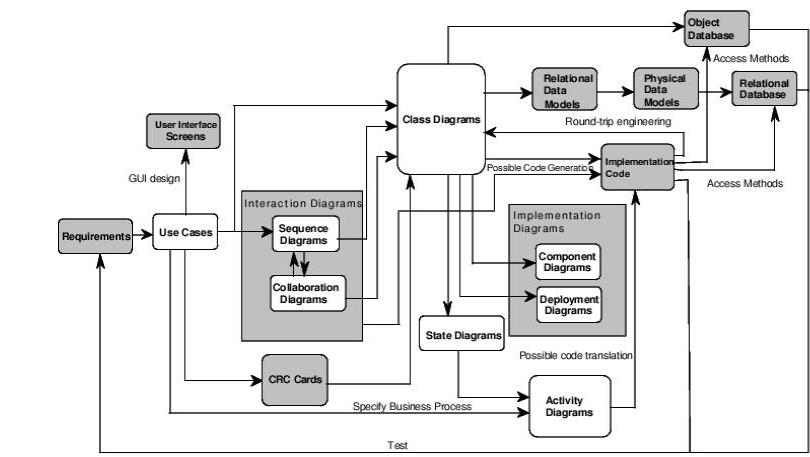 Object
Database
Access Methods
Relational
Data
Models
Physical
Data
Models
Relational
Database
Class Diagrams
User Interface
Screens
Round-trip engineering
GUI design
Possible Code Generation
Implementation
Code
Access Methods
Interaction Diagrams
Implementation
Diagrams
Requirements
Use Cases
Sequence
Diagrams
Component
Diagrams
Collaboration
Diagrams
Deployment
Diagrams
State Diagrams
Possible code translation
CRC Cards
Specify Business Process
Activity
Diagrams
Test